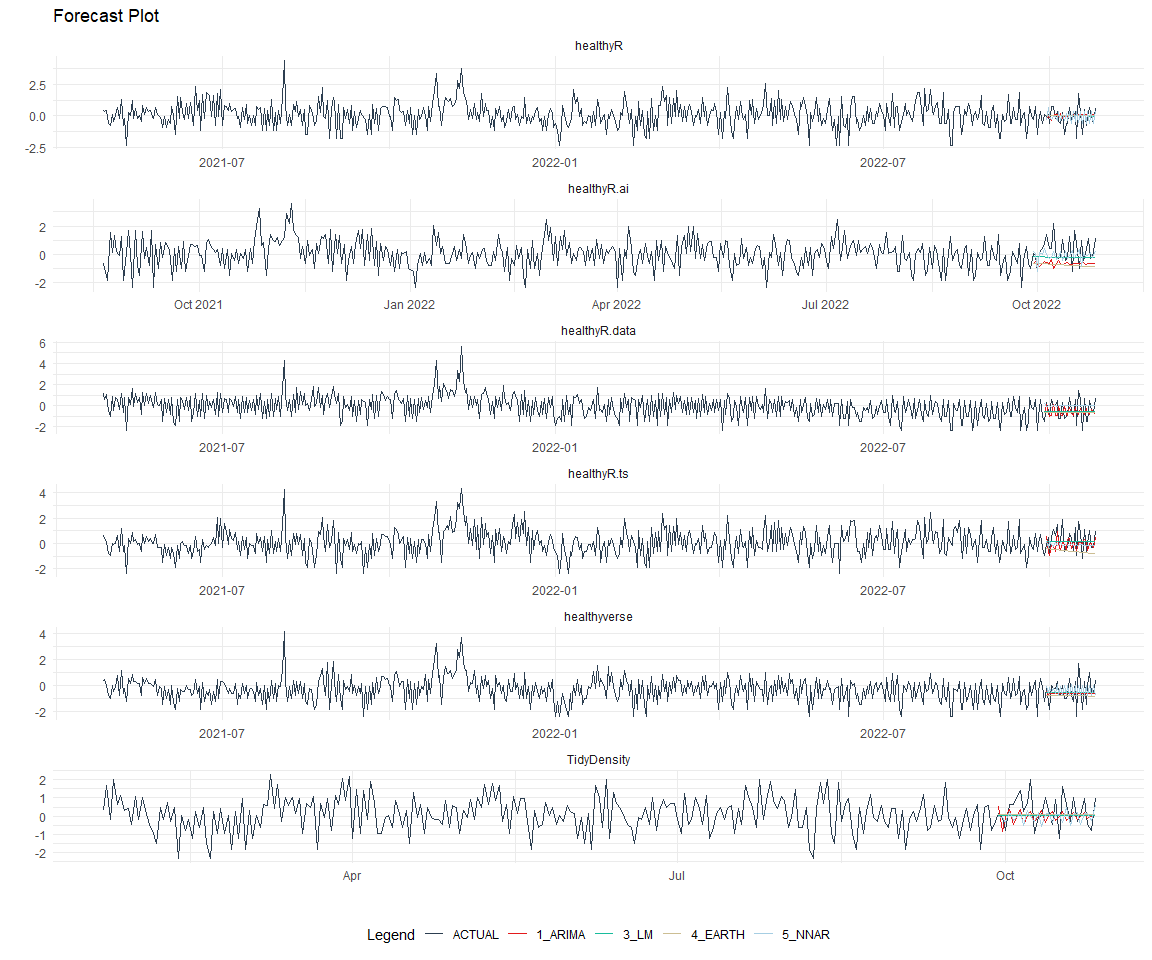 Forecast Plot
healthyR
2.5
0.0
-2.5
2021-07 2022-01 2022-07
healthyR.ai
2
0
-2
Oct 2021 Jan 2022 Apr 2022 Jul 2022 Oct 2022
healthyR.data
6
4
2
0
-2
2021-07 2022-01 2022-07
healthyR.ts
4
2
0
-2
2021-07 2022-01 2022-07
healthyverse
4
2
0
-2
2021-07 2022-01 2022-07
TidyDensity
2
1
0
-1
-2
Apr Jul Oct
Legend ACTUAL 1_ARIMA 3_LM 4_EARTH 5_NNAR